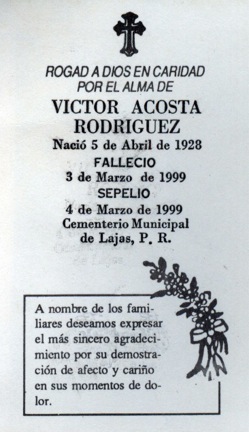 ROGAD A DIOS EN CARIDAD
POR EL ALMA DE
VICTOR ACOSTA
RODRIGUEZ
Nació 5 de Abril de 1928
FALLECIO
3 de Marzo de 1999
SEPELIO
4 de Marzo de 1999
Cementerio Municipal
de Lajas, P. R.
A nombre de los fami-
liares deseamos expresar
el más sincero agradeci-
miento por su demostra-
ción de afecto y cariño
en sus momentos de do-
lor.